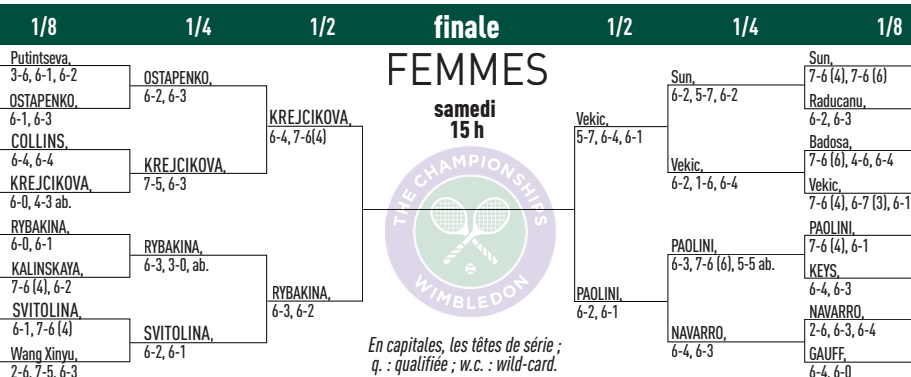 1/8 1/4 1/2 finale 1/2 1/4 1/8
FEMMES
samedi
15 h
Putintseva,
3-6, 6-1, 6-2
OSTAPENKO,
6-1, 6-3
COLLINS,
6-4, 6-4
KREJCIKOVA,
6-0, 4-3 ab.
RYBAKINA,
6-0, 6-1
KALINSKAYA,
7-6 (4), 6-2
SVITOLINA,
6-1, 7-6 (4)
Wang Xinyu,
2-6, 7-5, 6-3
OSTAPENKO,
6-2, 6-3
KREJCIKOVA,
7-5, 6-3
RYBAKINA,
6-3, 3-0, ab.
SVITOLINA,
6-2, 6-1
KREJCIKOVA,
6-4, 7-6(4)
RYBAKINA,
6-3, 6-2
THE CHAMPIONSHIPS
WIMBLEDON
En capitales, les têtes de série ;
q. : qualifiée ; w.c. : wild-card.
Vekic,
5-7, 6-4, 6-1
PAOLINI,
6-2, 6-1
Sun,
6-2, 5-7, 6-2
Vekic,
6-2, 1-6, 6-4
PAOLINI,
6-3, 7-6 (6), 5-5 ab.
NAVARRO,
6-4, 6-3
Sun,
7-6 (4), 7-6 (6)
Raducanu,
6-2, 6-3
Badosa,
7-6 (6), 4-6, 6-4
Vekic,
7-6 (4), 6-7 (3), 6-1
PAOLINI,
7-6 (4), 6-1
KEYS,
6-4, 6-3
NAVARRO,
2-6, 6-3, 6-4
GAUFF,
6-4, 6-0